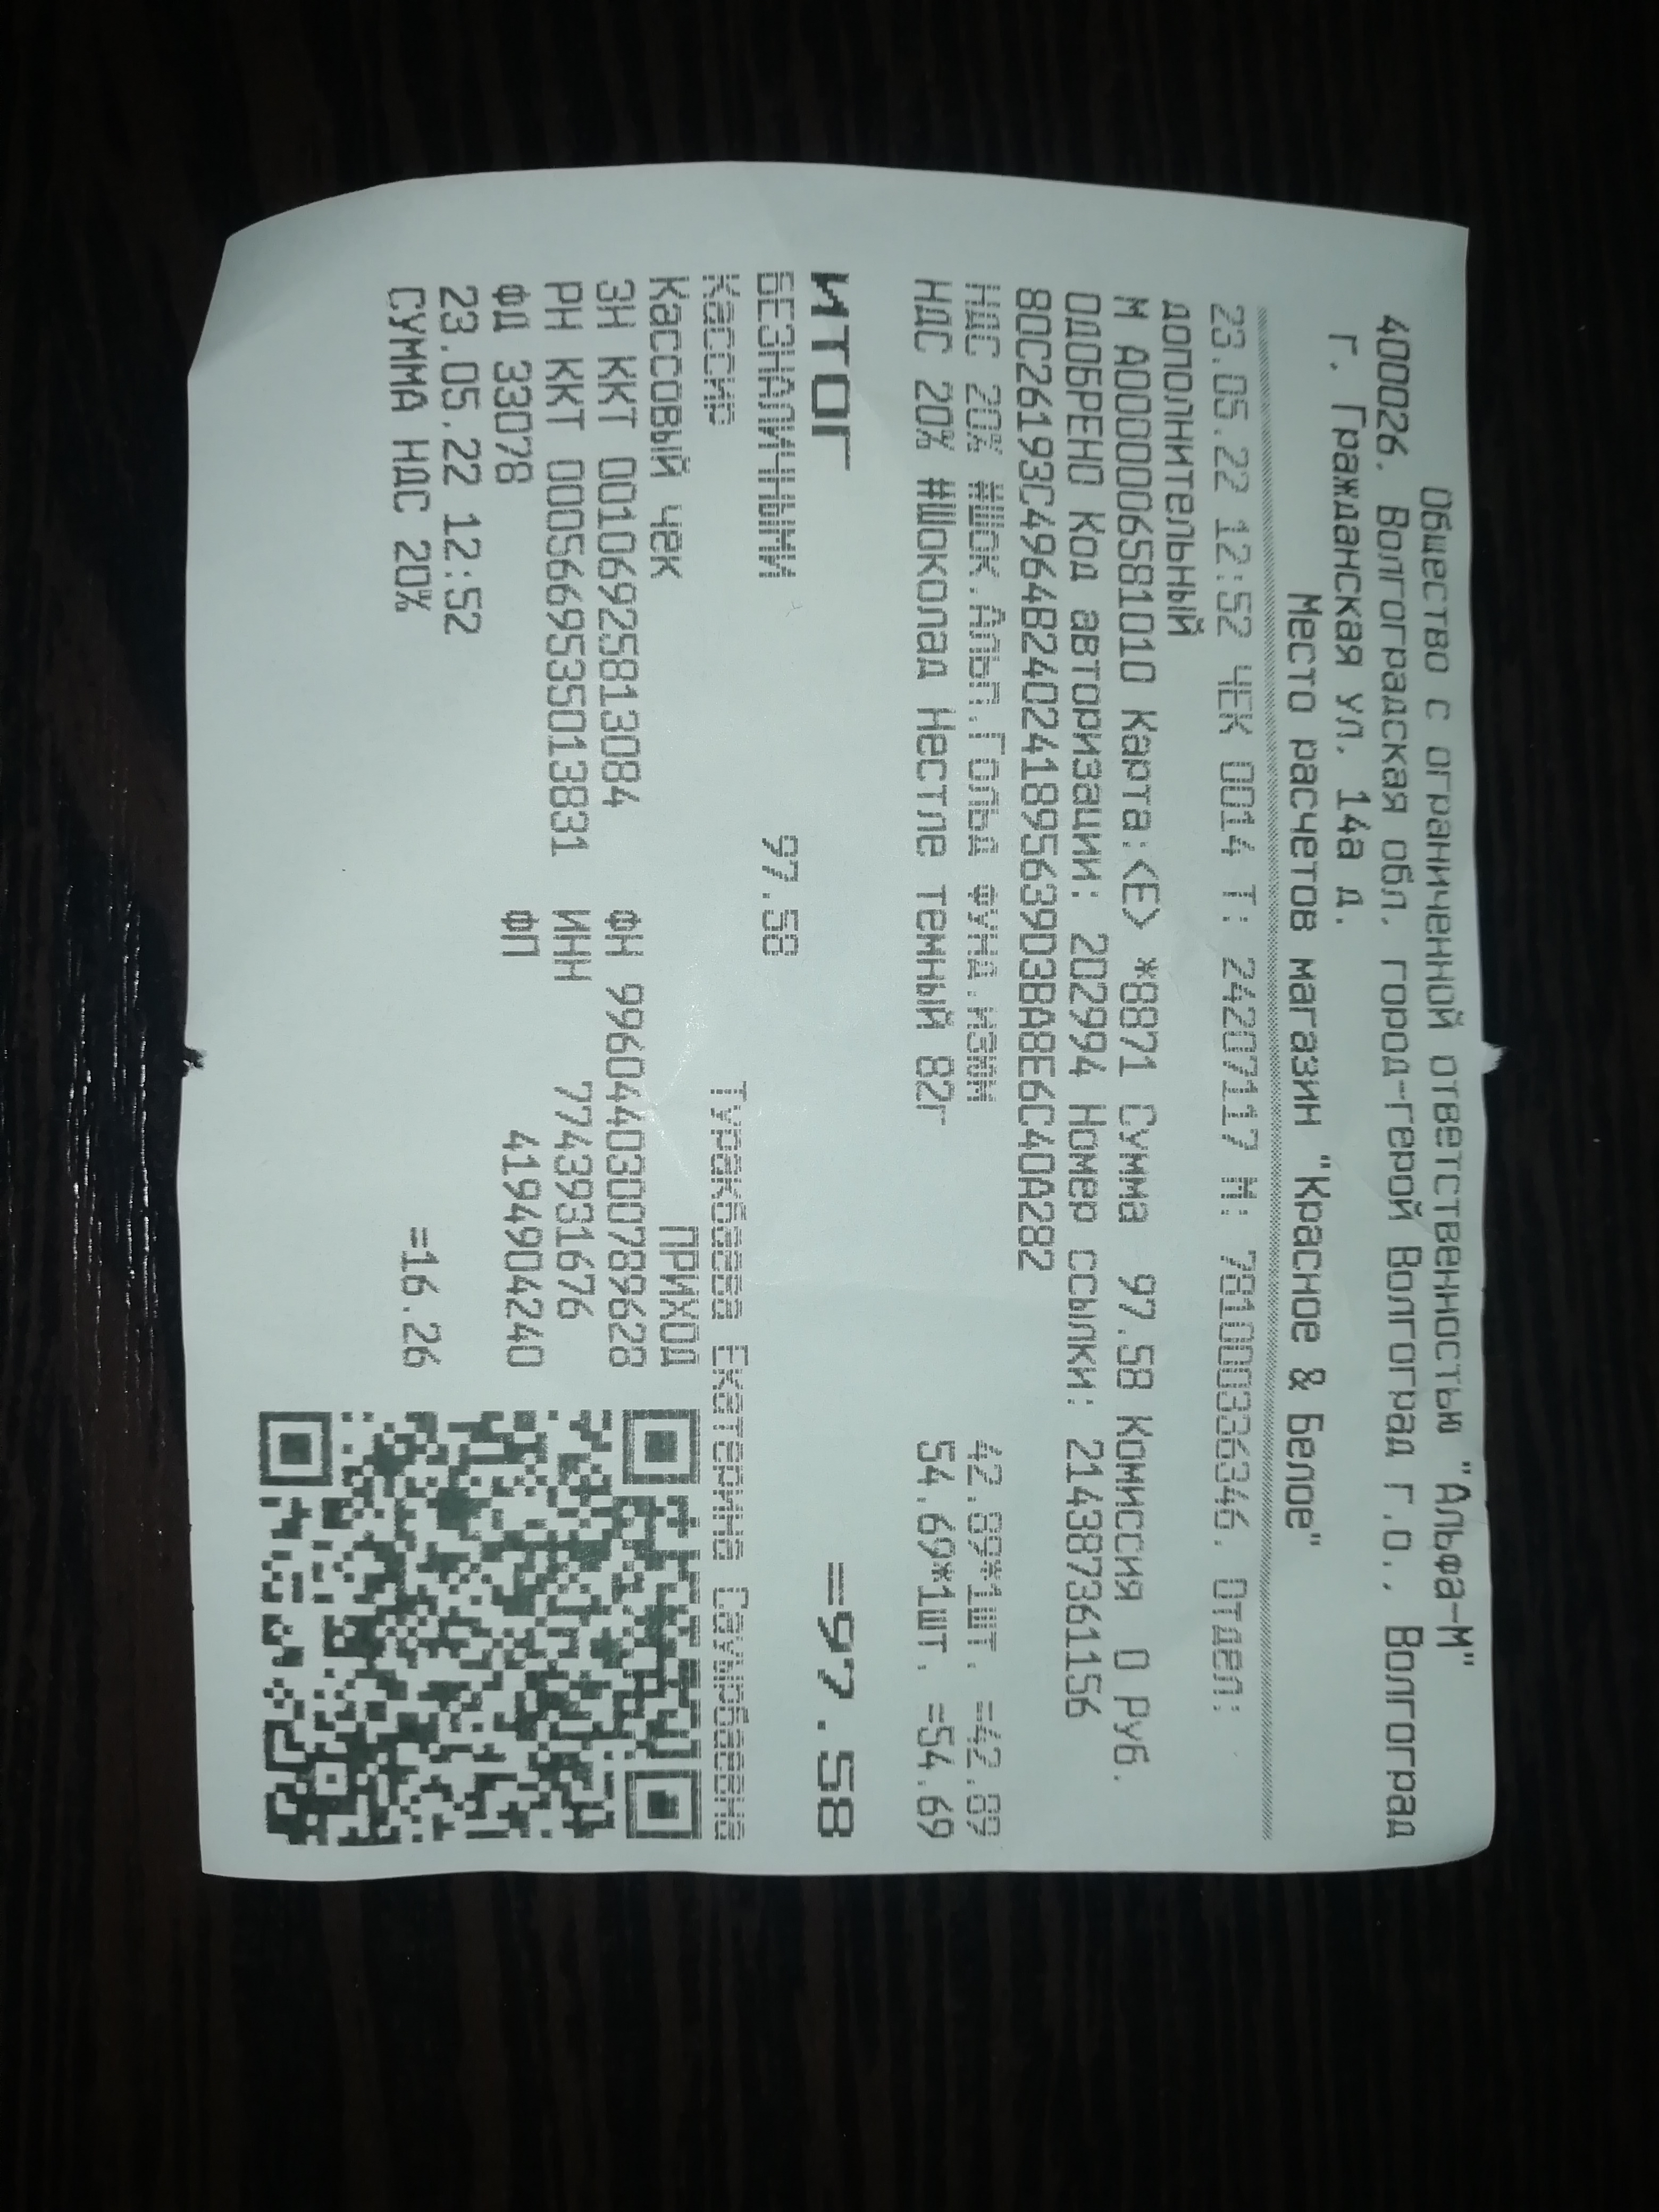 Общество с ограниченной ответственностью "Альфа-М"
400026. Волгоградская обл. город-герой Волгоград г.о., Волгоград
г. Гражданская ул. 14а д.
Место расчетов магазин "Красное & Белое"
23.05.22 12:52 ЧЕК 0014 Т: 24207117 М: 781000336346. Отдел:
дополнительный
М A0000006581010 Карта:<E> *8871 Сумма 97.58 Комиссия 0 Руб.
ОДОБРЕНО Код авторизации: 202994 Номер ссылки: 214387361156
80C26193C4964B240241895639D3BA8E6C40A282
НДС 20% #Шок.Альп.Гольд фунд.изюм 42.89*1шт. =42.89
НДС 20% #Шоколад Нестле темный 82г 54.69*1шт. =54.69
ИТОГ =97.58
БЕЗНАЛИЧНЫМИ 97.58
Кассир Туракбаева Екатерина Сауырбаевна
Кассовый чек ПРИХОД
ЗН ККТ 00106925813084 ФН 9960440300789628
РН ККТ 0005669535013831 ИНН 7743931676
ФД 33078 ФП 4194904240
23.05.22 12:52
СУММА НДС 20% =16.26